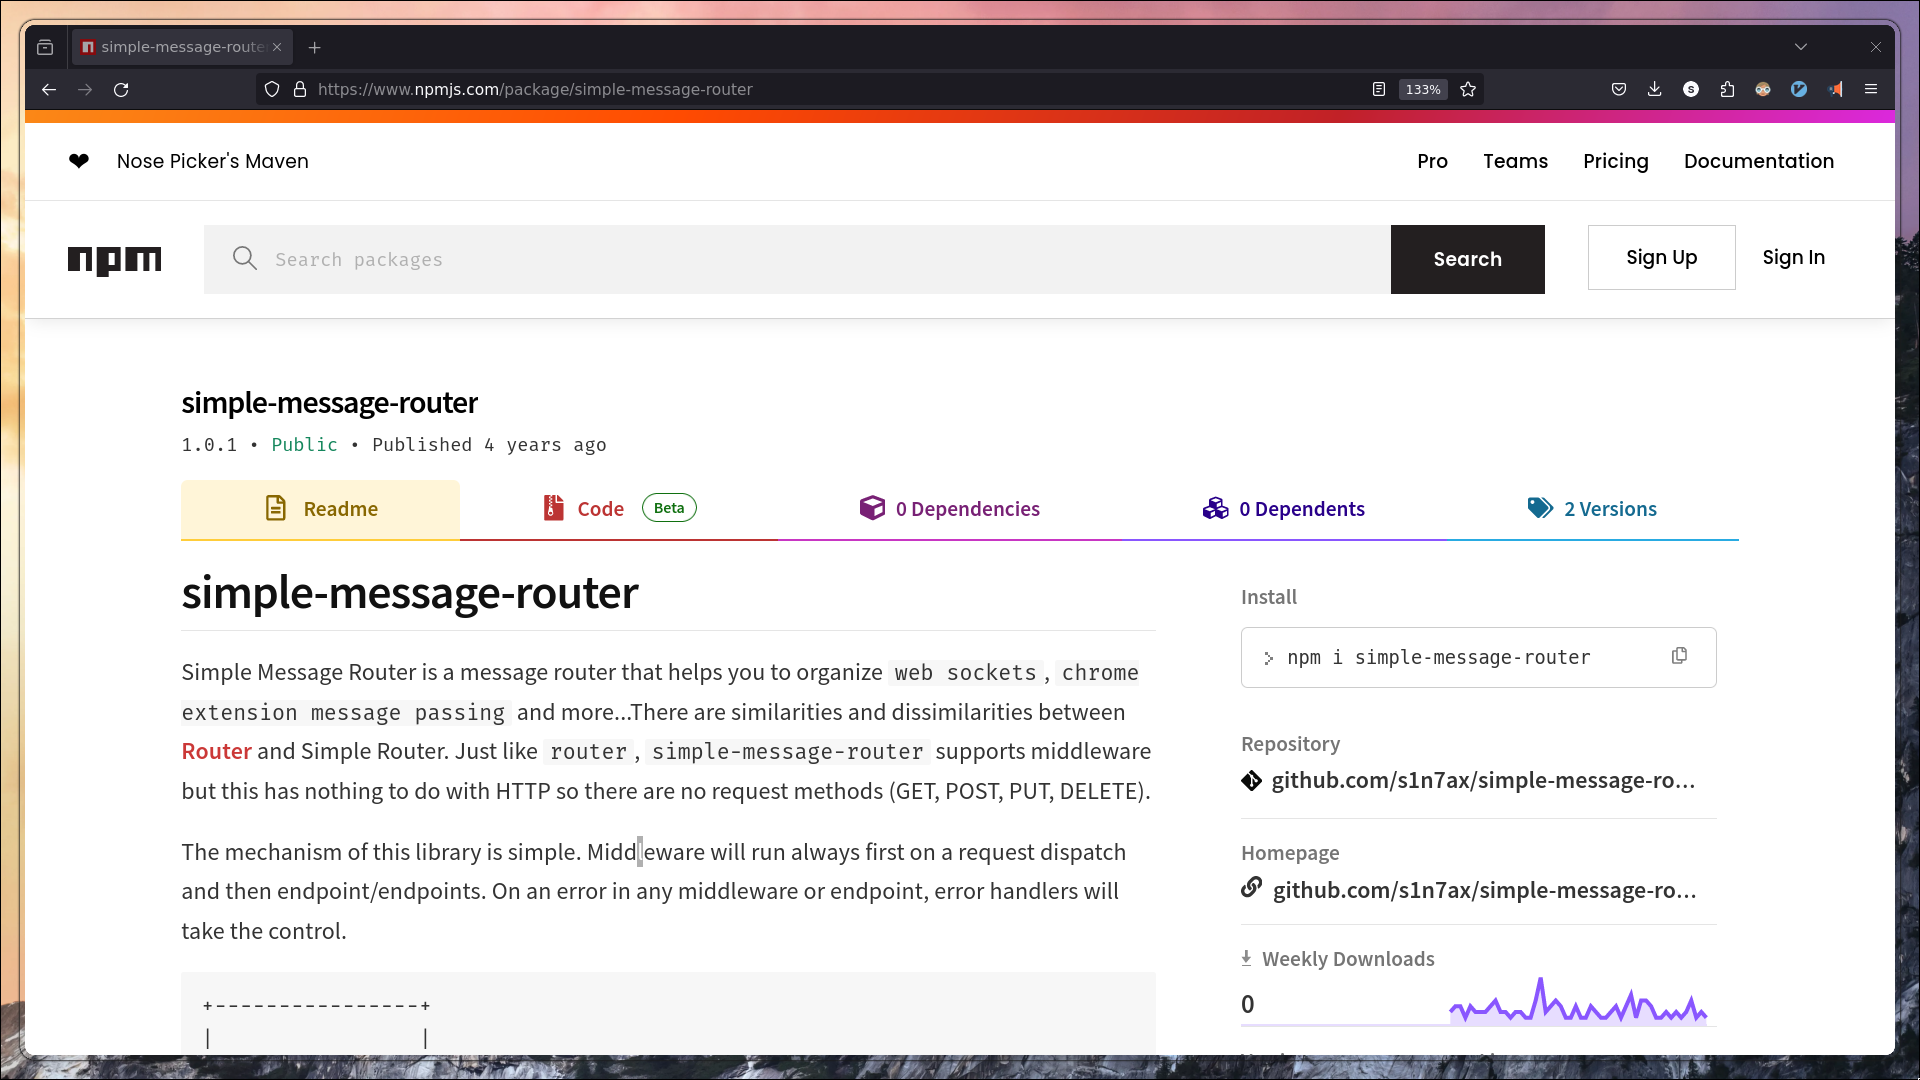 simple-message-route
https://www.npmjs.com/package/simple-message-router
133%
S
❤ Nose Picker's Maven
Pro Teams Pricing Documentation
npm
Search packages
Search
Sign Up
Sign In
simple-message-router
1.0.1 • Public • Published 4 years ago
Readme
Code Beta
0 Dependencies
0 Dependents
2 Versions
simple-message-router
Simple Message Router is a message router that helps you to organize web sockets , chrome
extension message passing and more...There are similarities and dissimilarities between
Router and Simple Router. Just like router , simple-message-router supports middleware
but this has nothing to do with HTTP so there are no request methods (GET, POST, PUT, DELETE).
The mechanism of this library is simple. Middleware will run always first on a request dispatch
and then endpoint/endpoints. On an error in any middleware or endpoint, error handlers will
take the control.
+----------------+
|                |
Install
> npm i simple-message-router
Repository
github.com/s1n7ax/simple-message-ro...
Homepage
github.com/s1n7ax/simple-message-ro...
Weekly Downloads
0